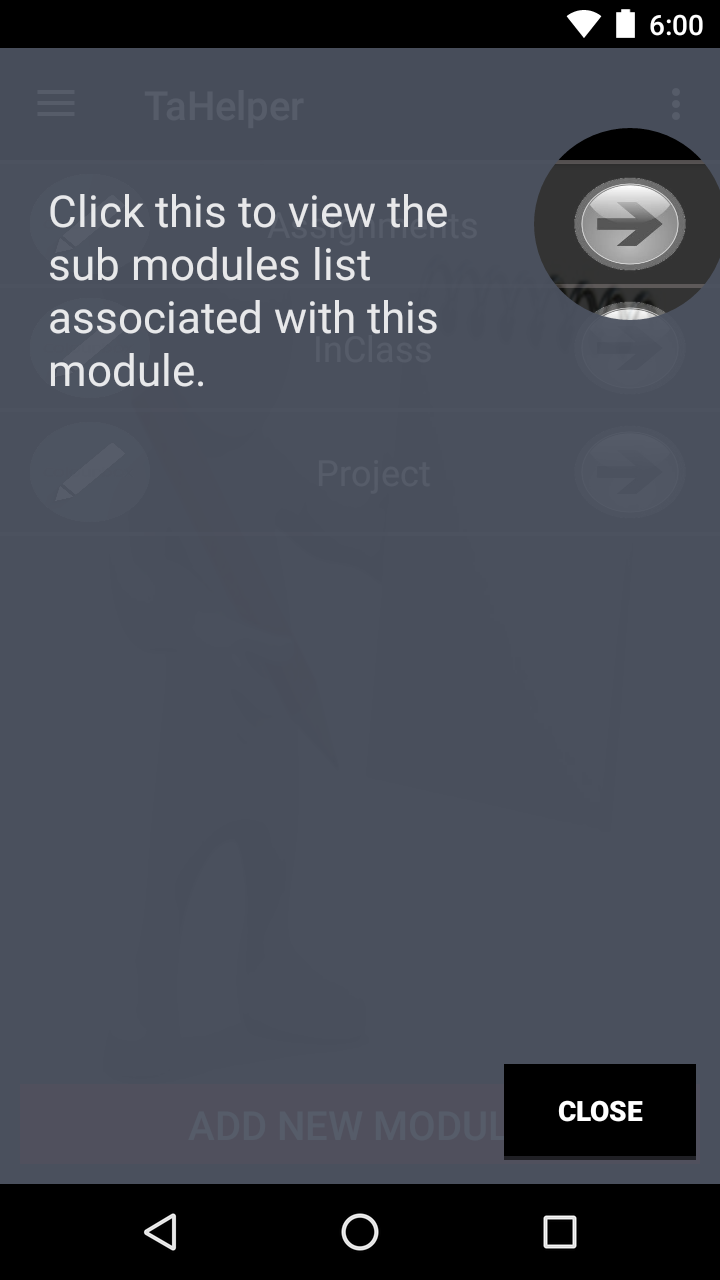 6:00
TaHelper
Click this to view the
sub modules list
associated with this
module.
Assignments
InClass
Project
ADD NEW MODUL
CLOSE